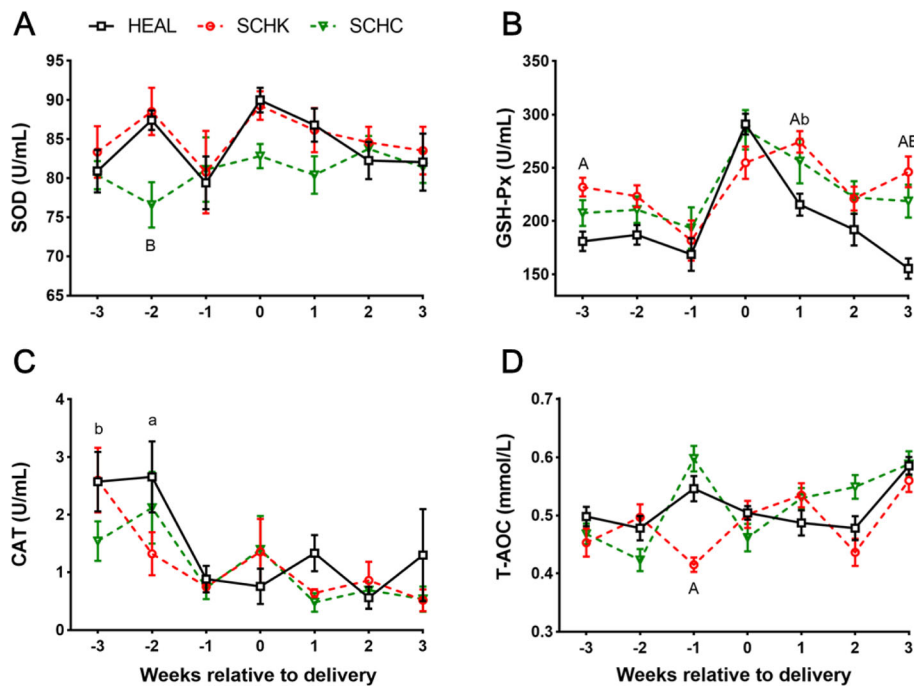 A
HEAL SCHK SCHC
SOD (U/mL)
95
90
85
80
75
70
65
B
-3 -2 -1 0 1 2 3
B
GSH-Px (U/mL)
350
300
250
200
150
A Ab AB
-3 -2 -1 0 1 2 3
C
CAT (U/mL)
4
3
2
1
0
b a
-3 -2 -1 0 1 2 3
Weeks relative to delivery
D
T-AOC (mmol/L)
0.7
0.6
0.5
0.4
0.3
A
-3 -2 -1 0 1 2 3
Weeks relative to delivery